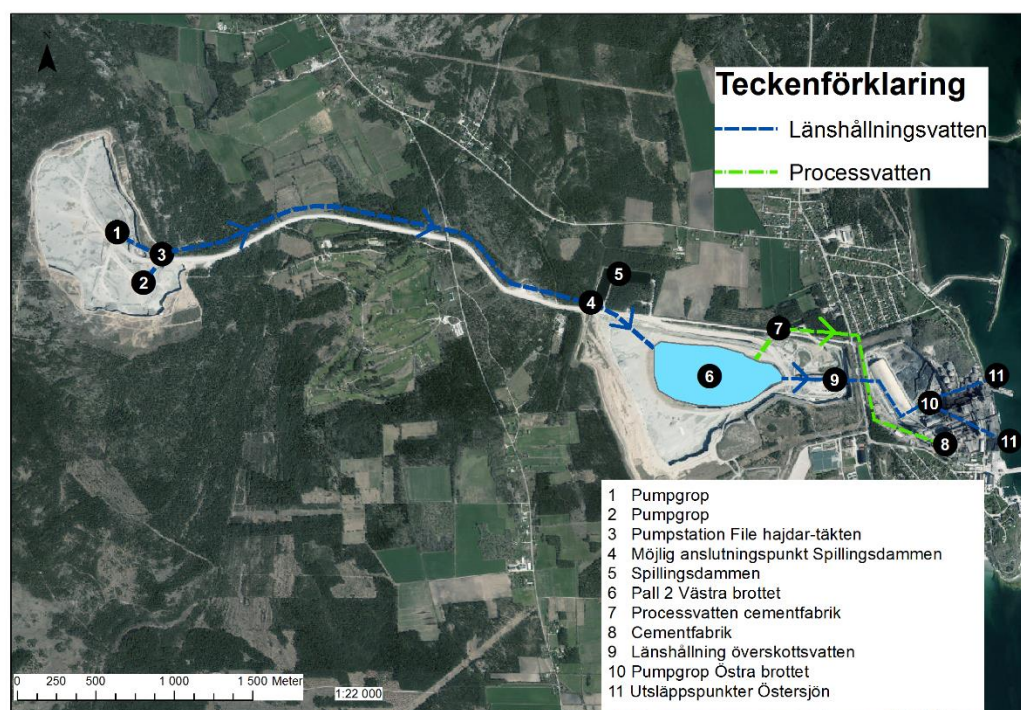 N
Teckenförklaring
Länshållningsvatten
Processvatten
1
2
3
4
5
6
7
8
9
10
11
11
1 Pumpgrop
2 Pumpgrop
3 Pumpstation File hajdar-täkten
4 Möjlig anslutningspunkt Spillingsdammen
5 Spillingsdammen
6 Pall 2 Västra brottet
7 Processvatten cementfabrik
8 Cementfabrik
9 Länshållning överskottsvatten
10 Pumpgrop Östra brottet
11 Utsläppspunkter Östersjön
0 250 500 1 000 1 500 Meter
1:22 000